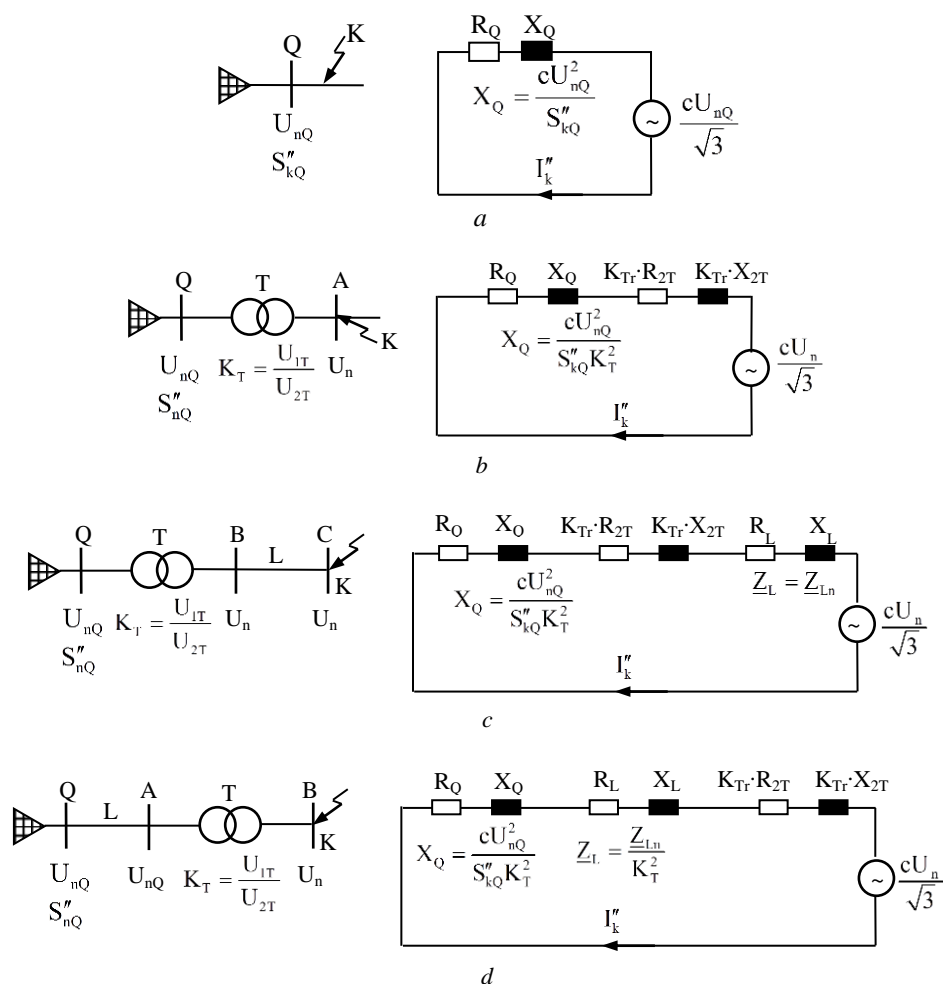 K
Q
U_nQ
S″_kQ
R_Q X_Q
X_Q = cU²_nQ / S″_kQ
~
cU_nQ / √3
I″_k
a
Q T A
K
U_nQ K_T = U_1T / U_2T U_n
S″_nQ
R_Q X_Q K_Tr·R_2T K_Tr·X_2T
X_Q = cU²_nQ / S″_kQ K²_T
~
cU_n / √3
I″_k
b
Q T B L C
K
U_nQ K_T = U_1T / U_2T U_n U_n
S″_nQ
R_Q X_Q K_Tr·R_2T K_Tr·X_2T R_L X_L
X_Q = cU²_nQ / S″_kQ K²_T
Z_L = Z_Ln
~
cU_n / √3
I″_k
c
Q L A T B
K
U_nQ U_nQ K_T = U_1T / U_2T U_n
S″_nQ
R_Q X_Q R_L X_L K_Tr·R_2T K_Tr·X_2T
X_Q = cU²_nQ / S″_kQ K²_T
Z_L = Z_Ln / K²_T
~
cU_n / √3
I″_k
d